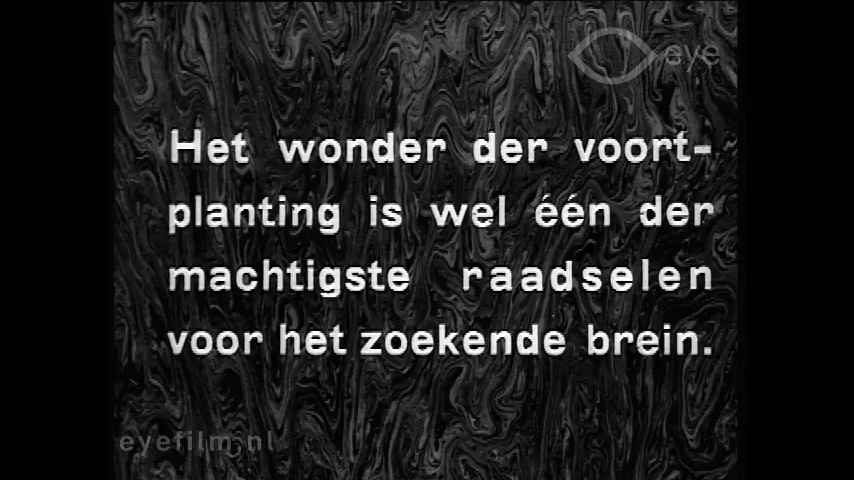 eye
Het wonder der voort-
planting is wel één der
machtigste raadselen
voor het zoekende brein.
eyefilm.nl